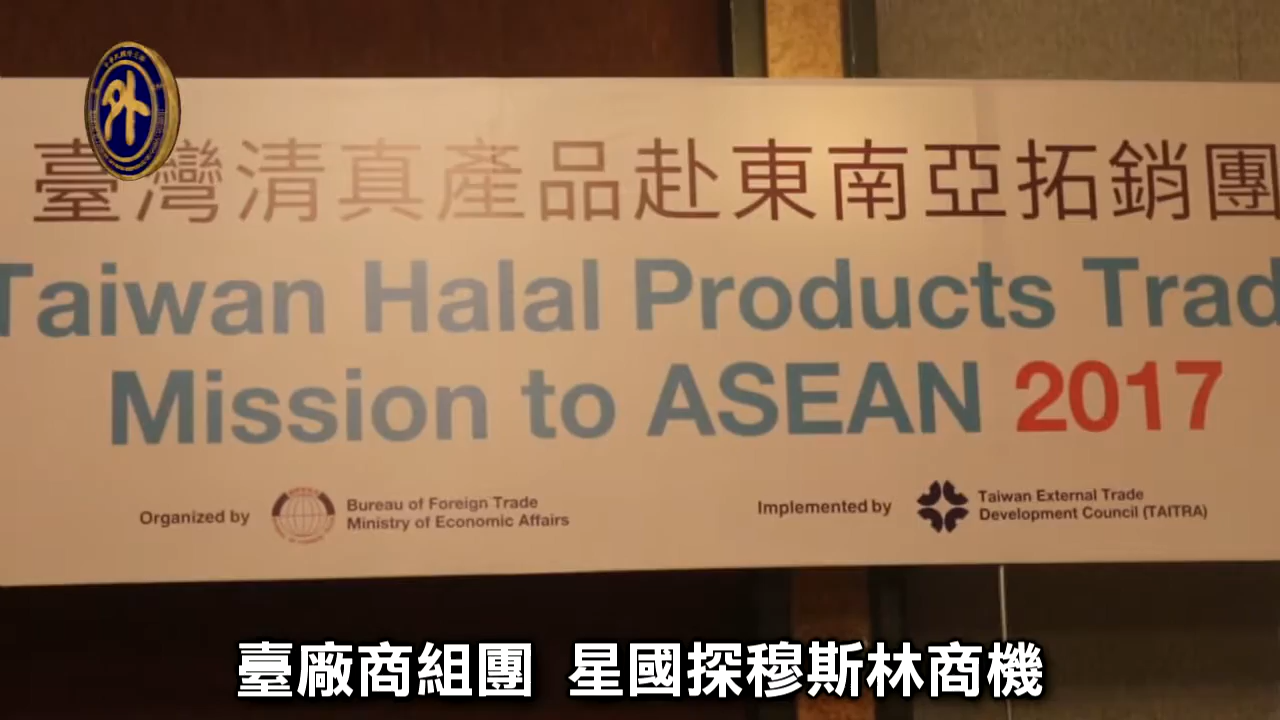 外
臺灣清真產品赴東南亞拓銷團
Taiwan Halal Products Trad
Mission to ASEAN 2017
Organized by
Bureau of Foreign Trade
Ministry of Economic Affairs
Implemented by
Taiwan External Trade
Development Council (TAITRA)
臺廠商組團 星國探穆斯林商機